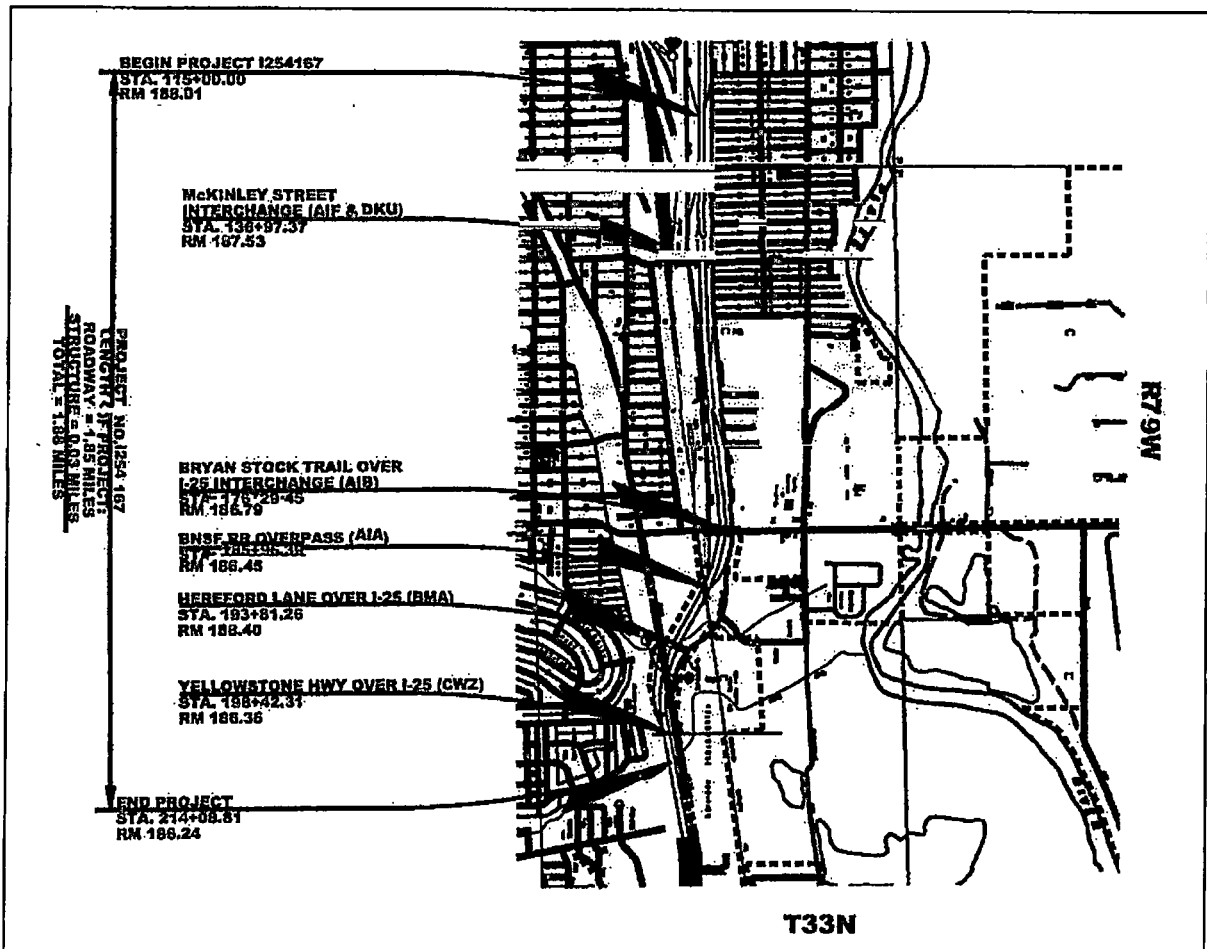 BEGIN PROJECT I254167
STA. 115+00.00
RM 188.01
McKINLEY STREET
INTERCHANGE (AIF & DKU)
STA. 136+97.37
RM 187.53
PROJECT NO. I254 167
LENGTH OF PROJECT:
ROADWAY = 1.85 MILES
STRUCTURE = 0.03 MILES
TOTAL = 1.88 MILES
BRYAN STOCK TRAIL OVER
I-25 INTERCHANGE (AIB)
STA. 176+29.45
RM 186.79
BNSF RR OVERPASS (AIA)
STA.
RM 186.45
HEREFORD LANE OVER I-25 (BMA)
STA. 193+81.26
RM 186.40
YELLOWSTONE HWY OVER I-25 (CWZ)
STA. 198+42.31
RM 186.36
END PROJECT
STA. 214+08.81
RM 186.24
R79W
T33N